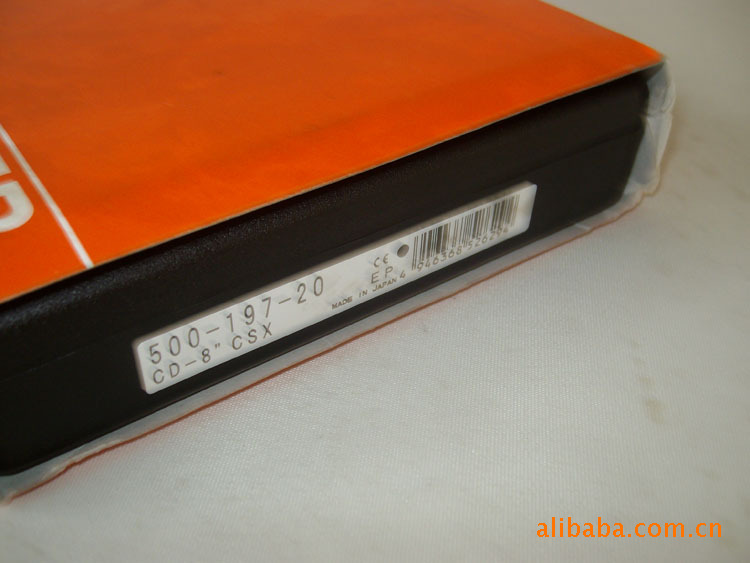 500-197-20
CD-8" CSX
CE
EP
MADE IN JAPAN
alibaba.com.cn